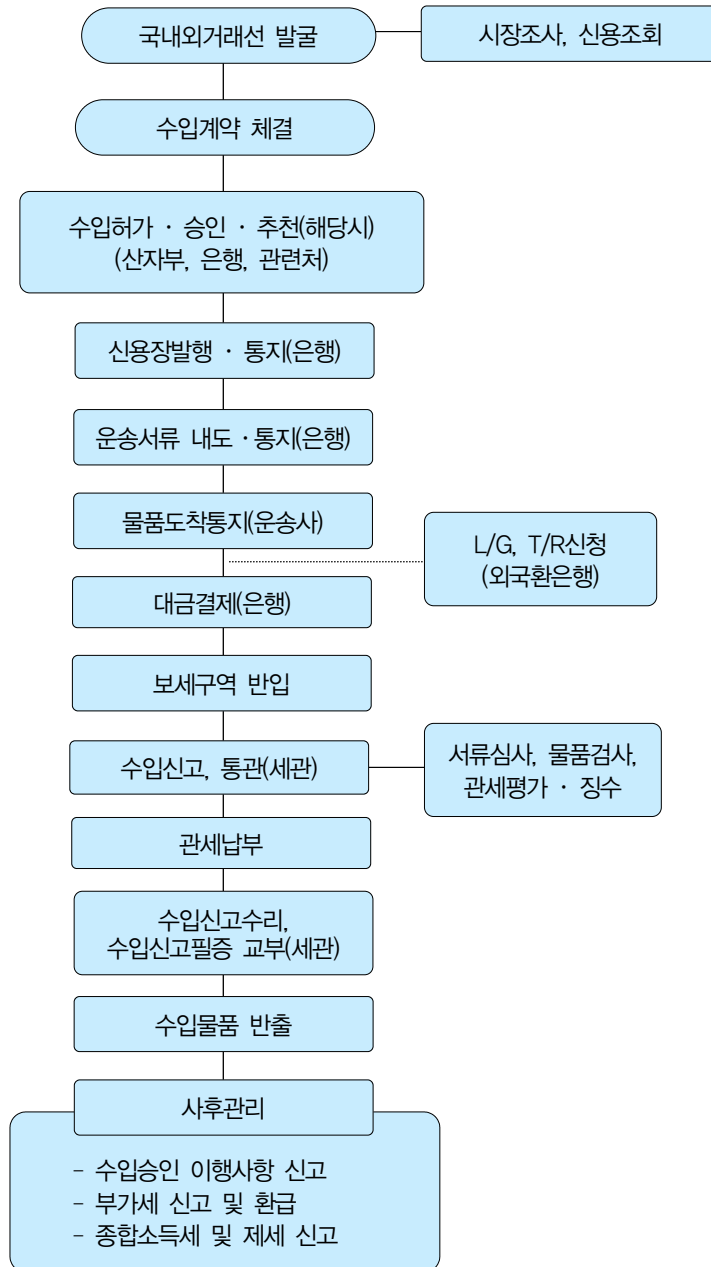 국내외거래선 발굴
시장조사, 신용조회
수입계약 체결
수입허가 · 승인 · 추천(해당시)
(산자부, 은행, 관련처)
신용장발행 · 통지(은행)
운송서류 내도 · 통지(은행)
물품도착통지(운송사)
L/G, T/R신청
(외국환은행)
대금결제(은행)
보세구역 반입
수입신고, 통관(세관)
서류심사, 물품검사,
관세평가 · 징수
관세납부
수입신고수리,
수입신고필증 교부(세관)
수입물품 반출
사후관리
- 수입승인 이행사항 신고
- 부가세 신고 및 환급
- 종합소득세 및 제세 신고